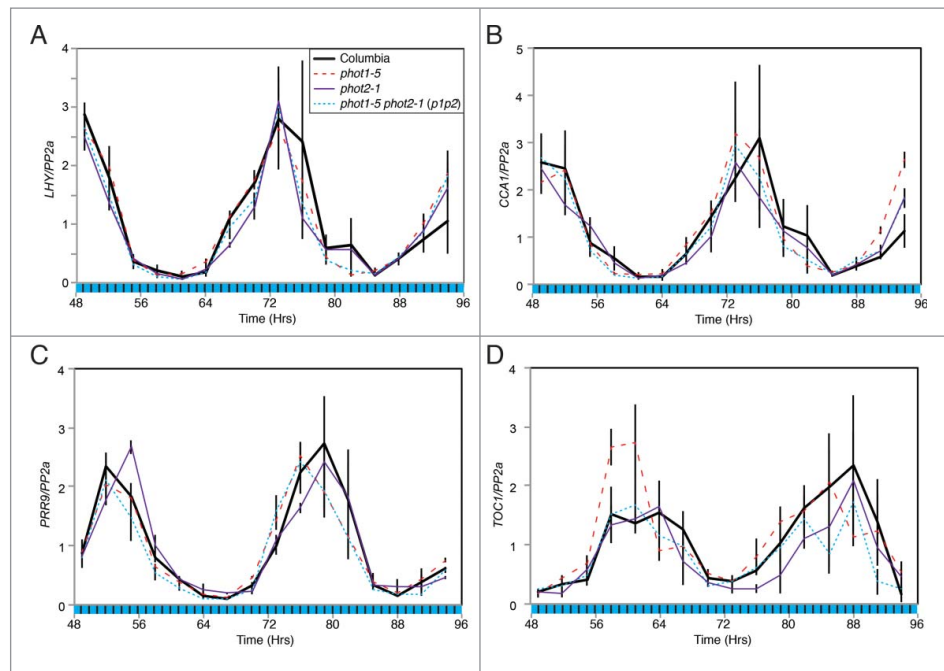 A
LHY/PP2a
4
3
2
1
0
Columbia
phot1-5
phot2-1
phot1-5 phot2-1 (p1p2)
48 56 64 72 80 88 96
Time (Hrs)
B
CCA1/PP2a
5
4
3
2
1
0
48 56 64 72 80 88 96
Time (Hrs)
C
PRR9/PP2a
4
3
2
1
0
48 56 64 72 80 88 96
Time (Hrs)
D
TOC1/PP2a
4
3
2
1
0
48 56 64 72 80 88 96
Time (Hrs)